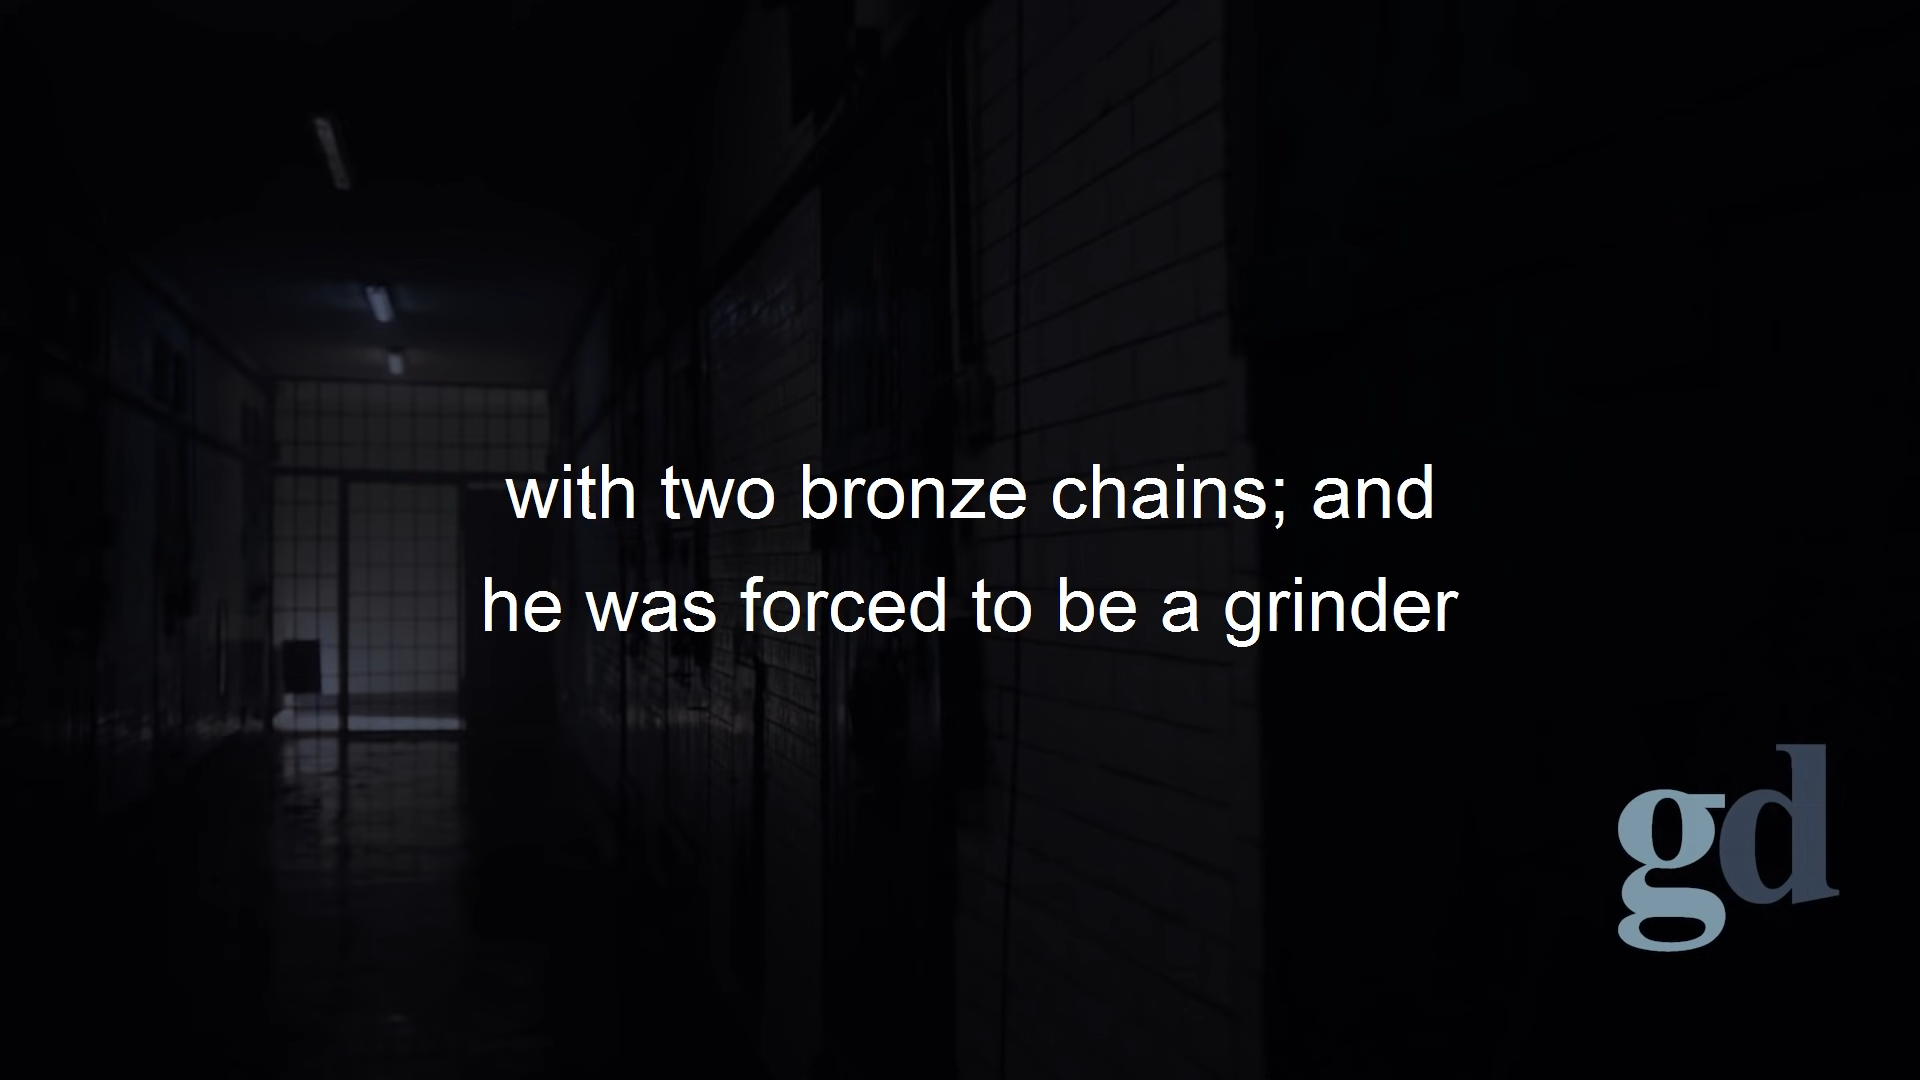 with two bronze chains; and
he was forced to be a grinder
gd